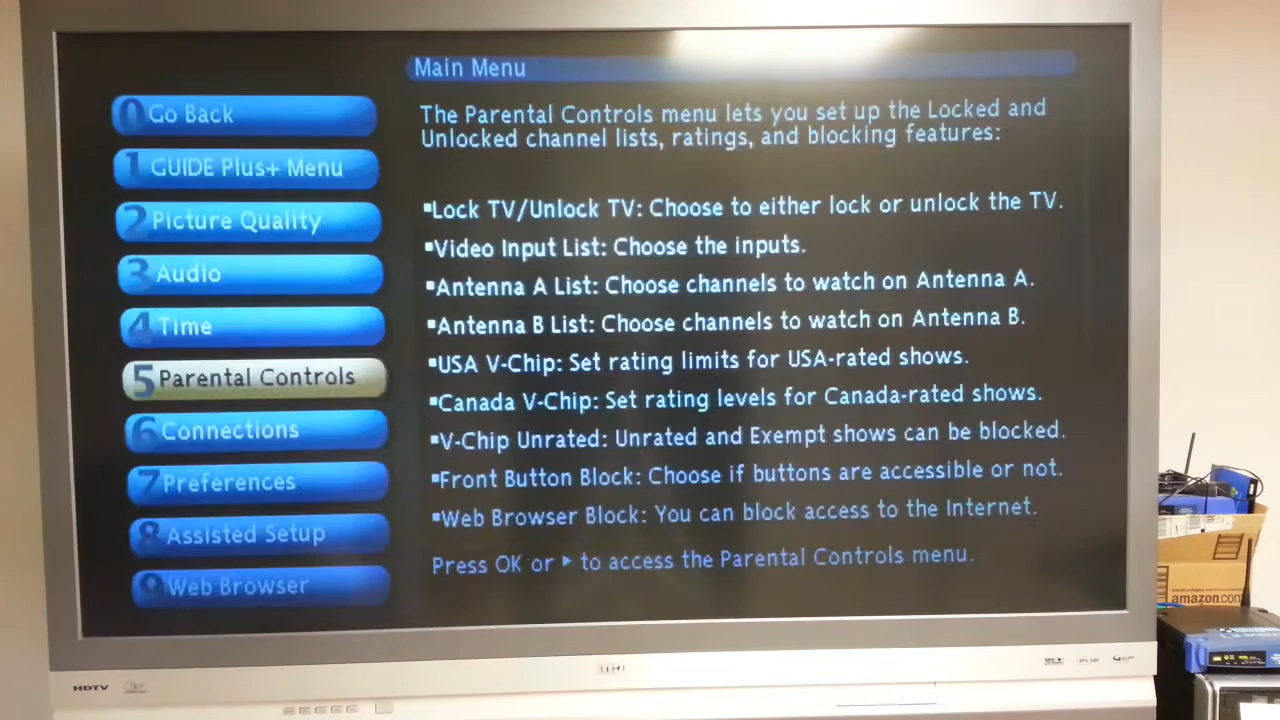 Main Menu
0 Go Back
1 GUIDE Plus+ Menu
2 Picture Quality
3 Audio
4 Time
5 Parental Controls
6 Connections
7 Preferences
8 Assisted Setup
9 Web Browser
The Parental Controls menu lets you set up the Locked and
Unlocked channel lists, ratings, and blocking features:
▪Lock TV/Unlock TV: Choose to either lock or unlock the TV.
▪Video Input List: Choose the inputs.
▪Antenna A List: Choose channels to watch on Antenna A.
▪Antenna B List: Choose channels to watch on Antenna B.
▪USA V-Chip: Set rating limits for USA-rated shows.
▪Canada V-Chip: Set rating levels for Canada-rated shows.
▪V-Chip Unrated: Unrated and Exempt shows can be blocked.
▪Front Button Block: Choose if buttons are accessible or not.
▪Web Browser Block: You can block access to the Internet.
Press OK or ▶ to access the Parental Controls menu.
HDTV
amazon.com